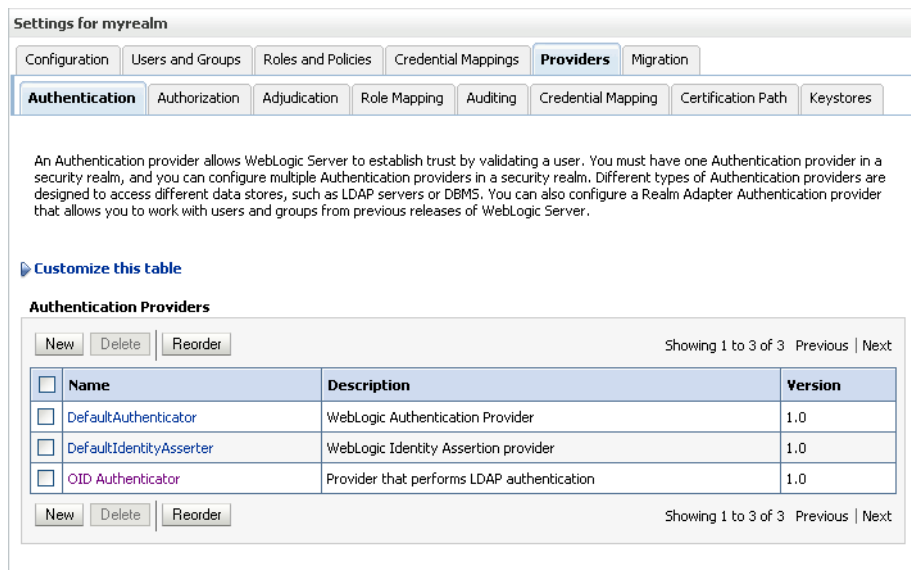 Settings for myrealm
Configuration Users and Groups Roles and Policies Credential Mappings Providers Migration
Authentication Authorization Adjudication Role Mapping Auditing Credential Mapping Certification Path Keystores
An Authentication provider allows WebLogic Server to establish trust by validating a user. You must have one Authentication provider in a
security realm, and you can configure multiple Authentication providers in a security realm. Different types of Authentication providers are
designed to access different data stores, such as LDAP servers or DBMS. You can also configure a Realm Adapter Authentication provider
that allows you to work with users and groups from previous releases of WebLogic Server.
Customize this table
Authentication Providers
New Delete Reorder Showing 1 to 3 of 3 Previous | Next
Name Description Version
DefaultAuthenticator WebLogic Authentication Provider 1.0
DefaultIdentityAsserter WebLogic Identity Assertion provider 1.0
OID Authenticator Provider that performs LDAP authentication 1.0
New Delete Reorder Showing 1 to 3 of 3 Previous | Next